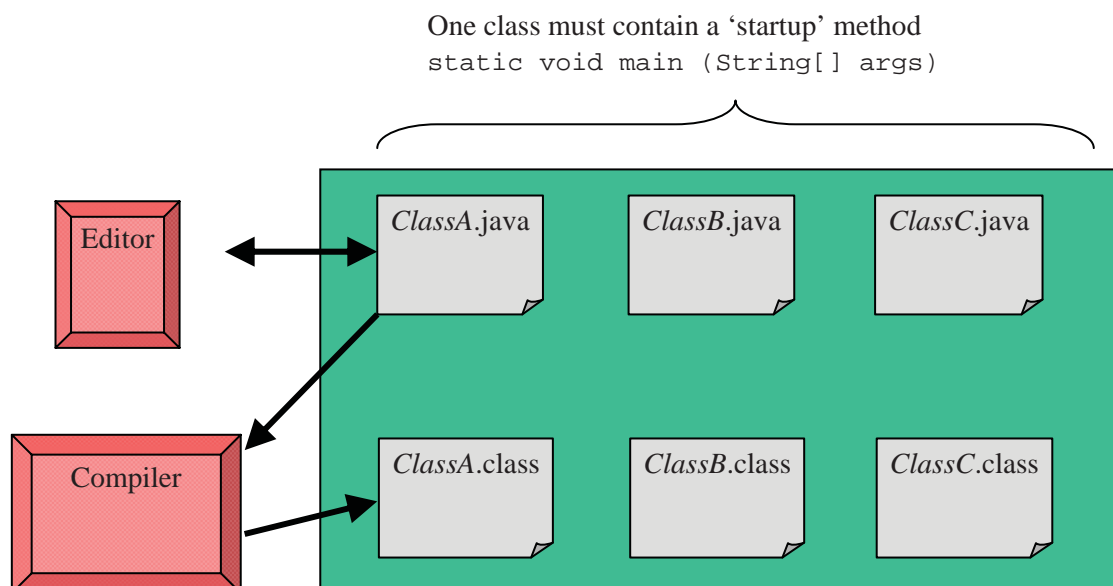 One class must contain a ‘startup’ method
static void main (String[] args)
Editor
ClassA.java
ClassB.java
ClassC.java
Compiler
ClassA.class
ClassB.class
ClassC.class